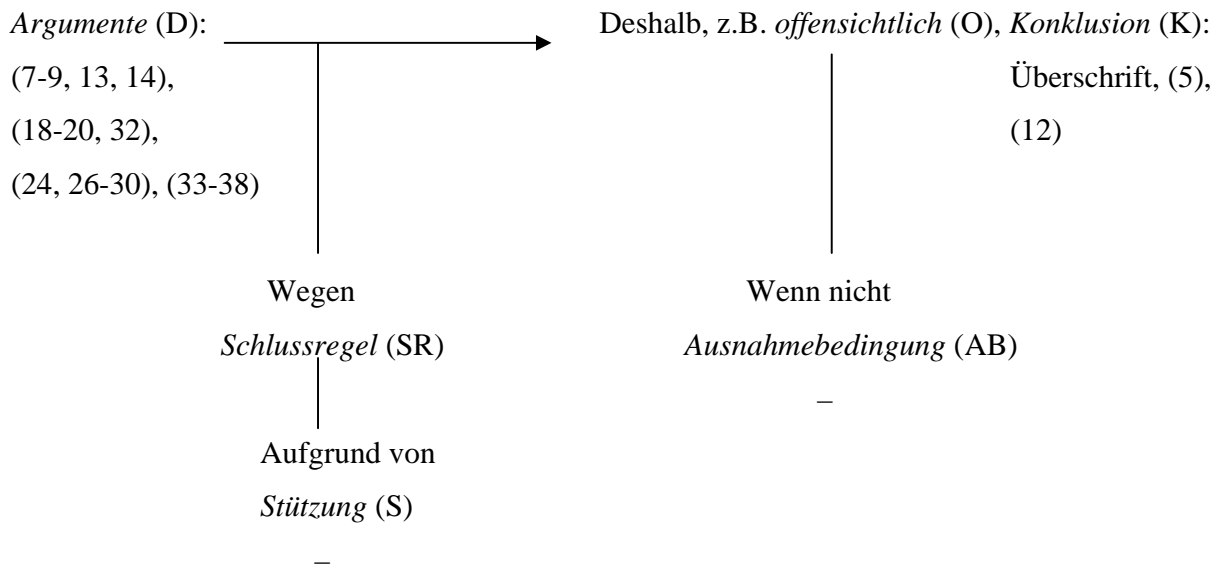 Argumente (D):
Deshalb, z.B. offensichtlich (O), Konklusion (K):
(7-9, 13, 14),
Überschrift, (5),
(18-20, 32),
(12)
(24, 26-30), (33-38)
Wegen
Wenn nicht
Schlussregel (SR)
Ausnahmebedingung (AB)
–
Aufgrund von
Stützung (S)
–